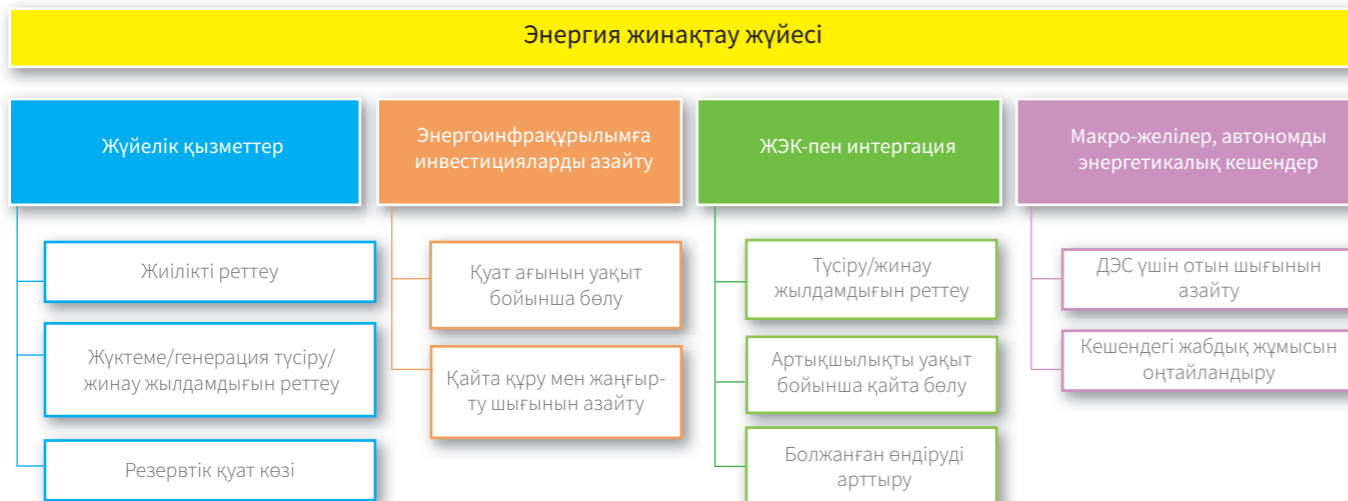 Энергия жинақтау жүйесі
Жүйелік қызметтер
Жиілікті реттеу
Жүктеме/генерация түсіру/
жинау жылдамдығын реттеу
Резервтік қуат көзі
Энергоинфрақұрылымға
инвестицияларды азайту
Қуат ағынын уақыт
бойынша бөлу
Қайта құру мен жаңғыр-
ту шығынын азайту
ЖЭК-пен интергация
Түсіру/жинау
жылдамдығын реттеу
Артықшылықты уақыт
бойынша қайта бөлу
Болжанған өндіруді
арттыру
Макро-желілер, автономды
энергетикалық кешендер
ДЭС үшін отын шығынын
азайту
Кешендегі жабдық жұмысын
оңтайландыру